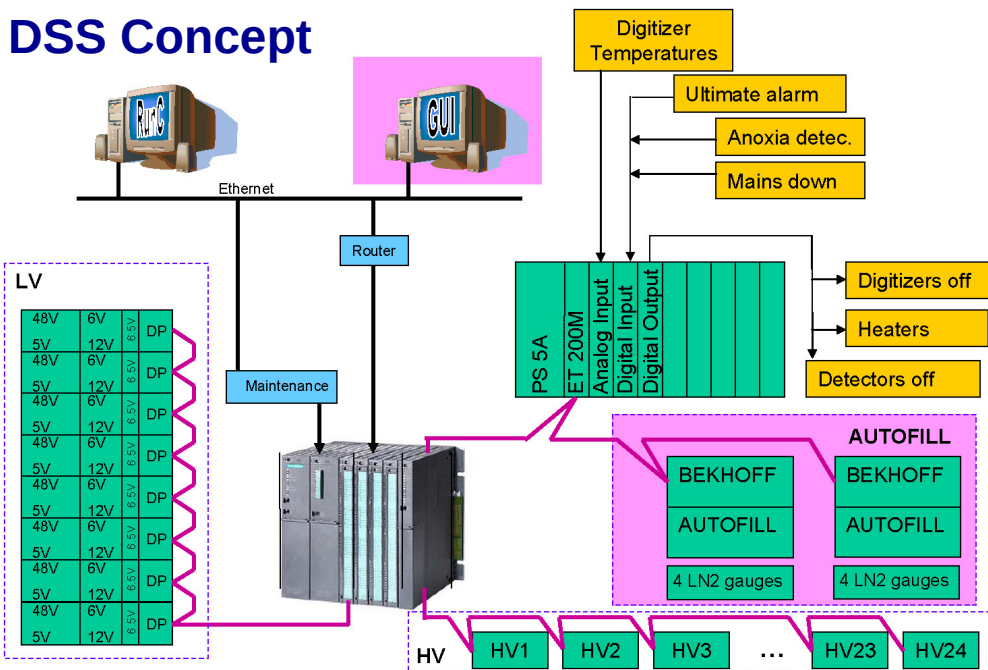 DSS Concept
RunC
GUI
Ethernet
Router
Maintenance
Digitizer
Temperatures
Ultimate alarm
Anoxia detec.
Mains down
PS 5A
ET 200M
Analog Input
Digital Input
Digital Output
Digitizers off
Heaters
Detectors off
LV
48V 6V 6.5V DP
5V 12V
48V 6V 6.5V DP
5V 12V
48V 6V 6.5V DP
5V 12V
48V 6V 6.5V DP
5V 12V
48V 6V 6.5V DP
5V 12V
48V 6V 6.5V DP
5V 12V
48V 6V 6.5V DP
5V 12V
48V 6V 6.5V DP
5V 12V
AUTOFILL
BEKHOFF
AUTOFILL
4 LN2 gauges
BEKHOFF
AUTOFILL
4 LN2 gauges
HV
HV1 HV2 HV3 ... HV23 HV24